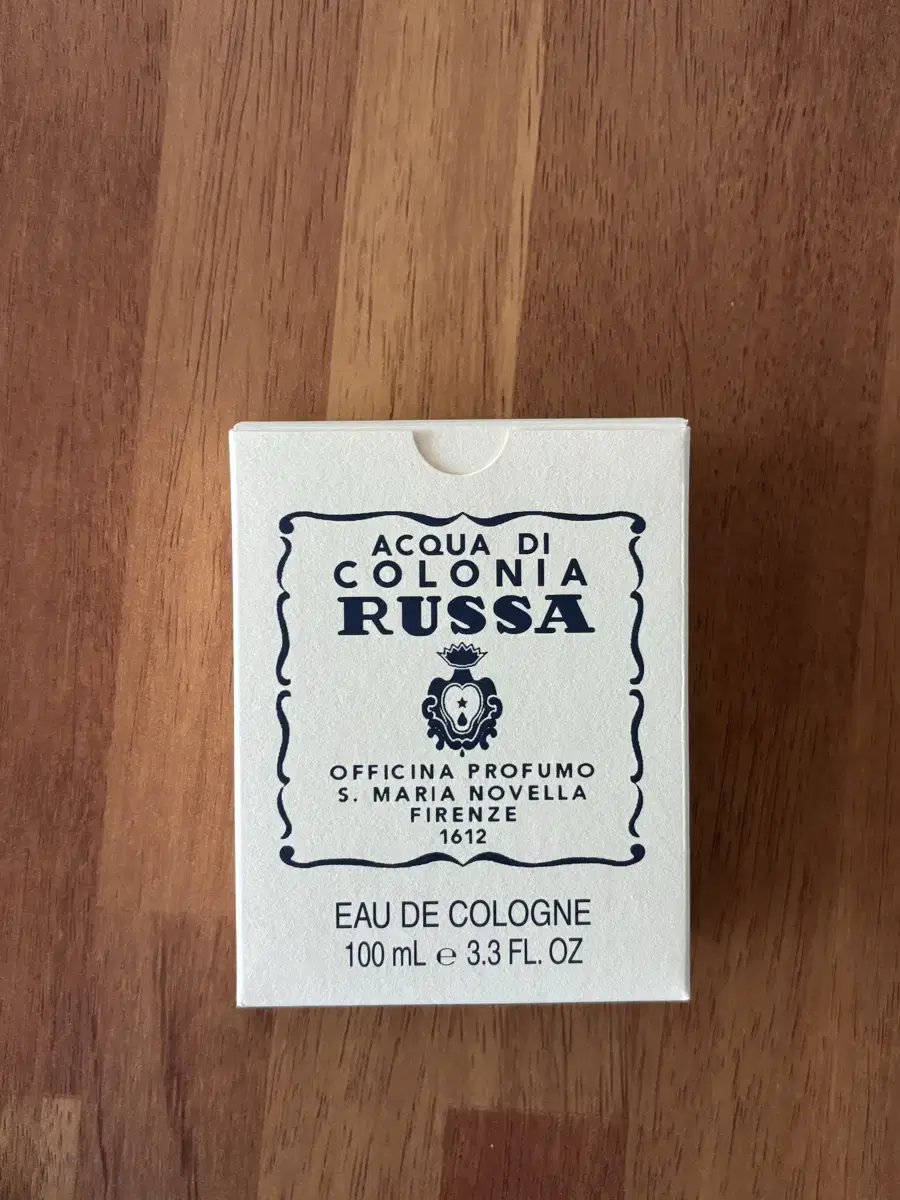 ACQUA DI
COLONIA
RUSSA
OFFICINA PROFUMO
S. MARIA NOVELLA
FIRENZE
1612
EAU DE COLOGNE
100 mL ℮ 3.3 FL. OZ